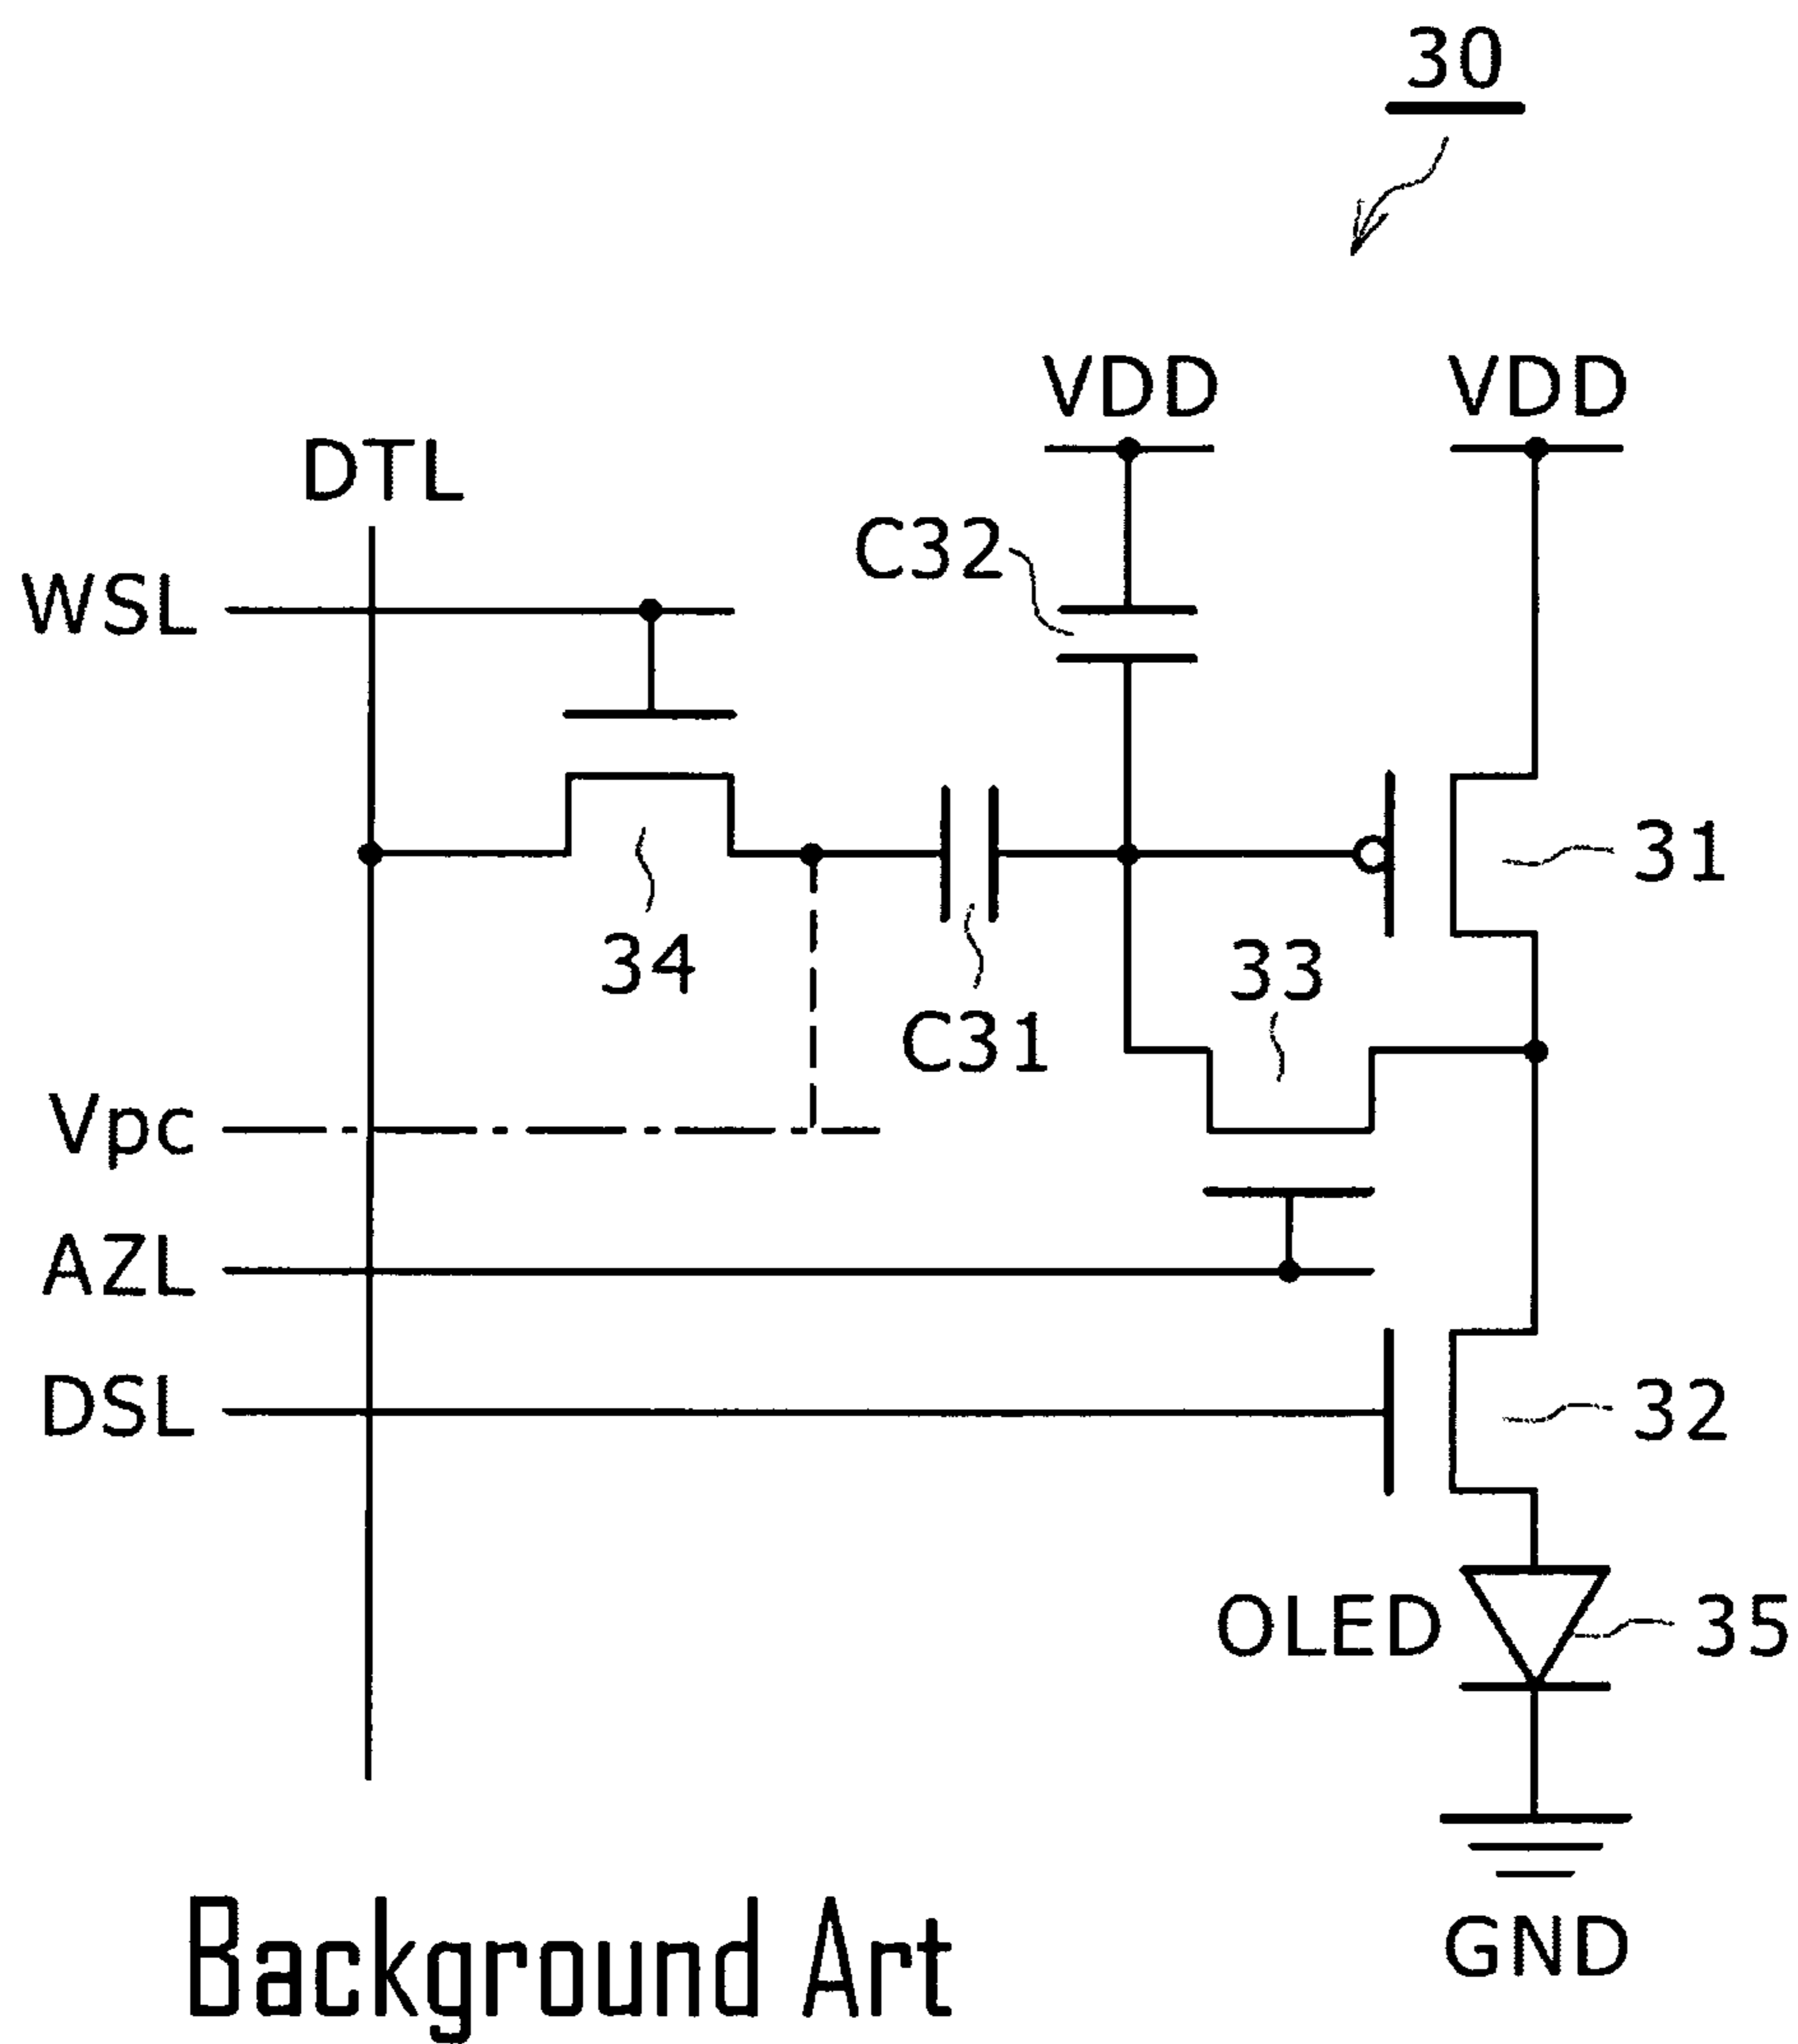 30
VDD VDD
DTL
C32
WSL
31
34
33
C31
Vpc
AZL
DSL
32
OLED
35
GND
Background Art